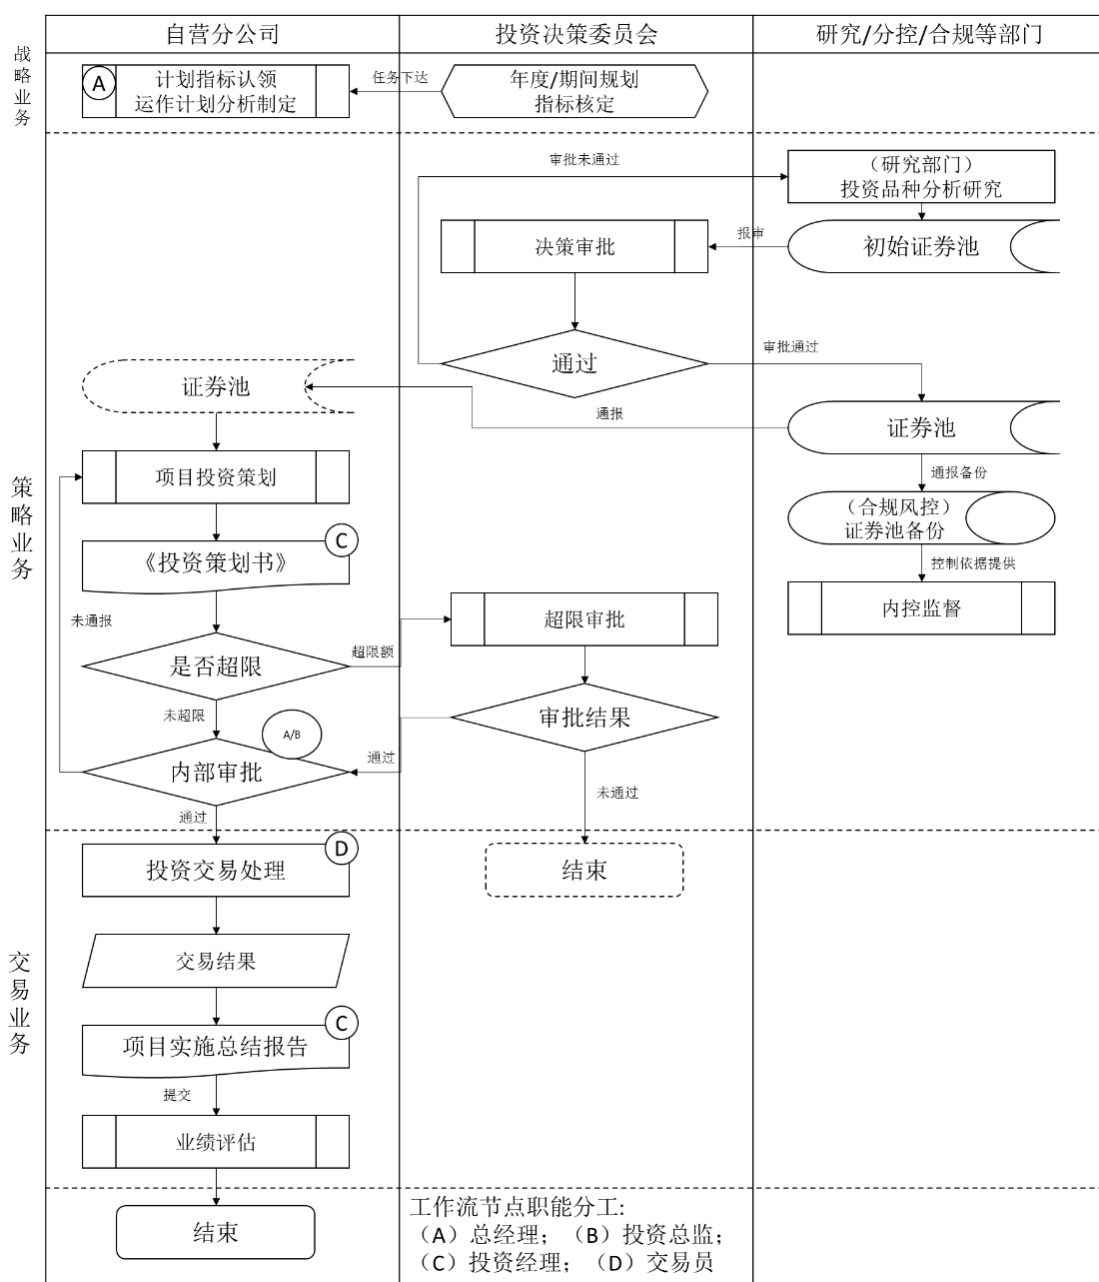 自营分公司
投资决策委员会
研究/分控/合规等部门
战略业务
A
计划指标认领
运作计划分析制定
任务下达
年度/期间规划
指标核定
审批未通过
（研究部门）
投资品种分析研究
决策审批
报审
初始证券池
通过
审批通过
证券池
通报
证券池
策略业务
项目投资策划
通报备份
（合规风控）
证券池备份
C
《投资策划书》
控制依据提供
内控监督
未通报
超限审批
是否超限
超限额
未超限
A/B
审批结果
内部审批
通过
未通过
通过
D
投资交易处理
结束
交易业务
交易结果
C
项目实施总结报告
提交
业绩评估
结束
工作流节点职能分工:
（A）总经理；（B）投资总监；
（C）投资经理；（D）交易员